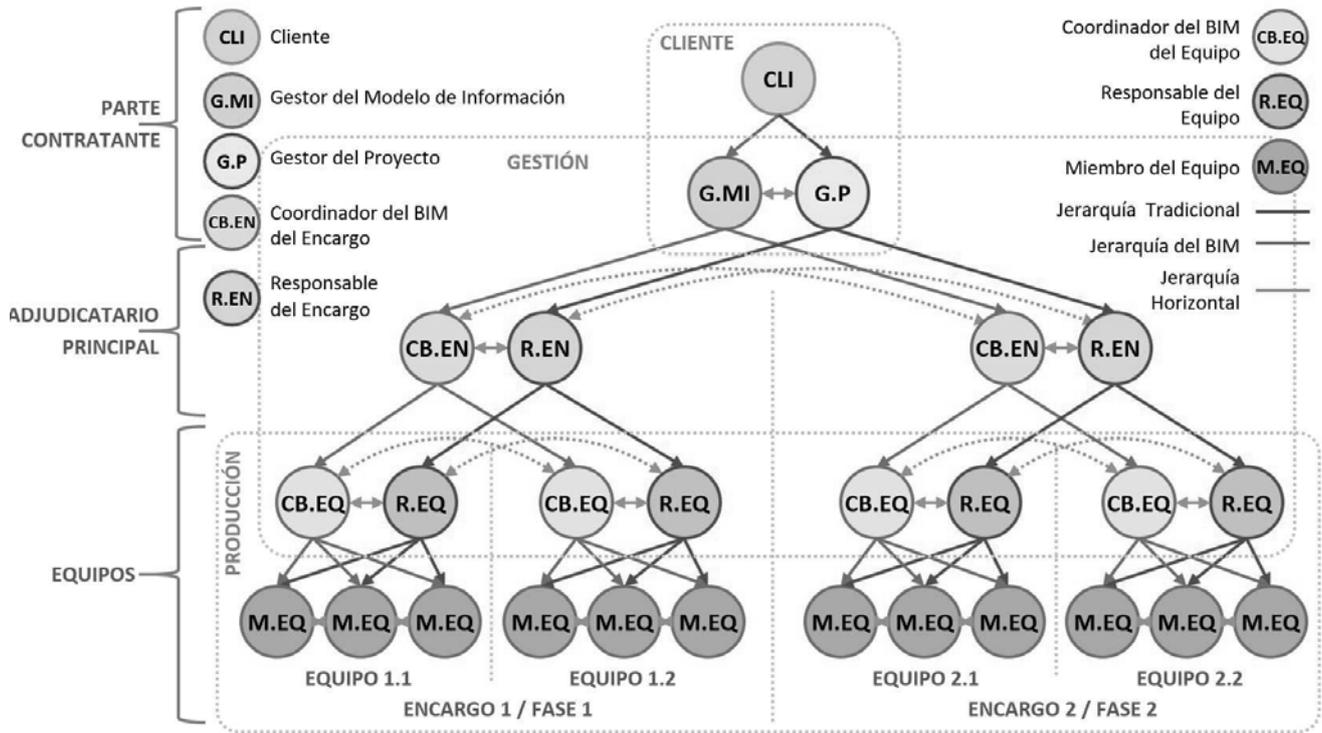 PARTE
CONTRATANTE
ADJUDICATARIO
PRINCIPAL
EQUIPOS
CLI Cliente
G.MI Gestor del Modelo de Información
G.P Gestor del Proyecto
CB.EN Coordinador del BIM
del Encargo
R.EN Responsable
del Encargo
Coordinador del BIM
del Equipo CB.EQ
Responsable del
Equipo R.EQ
Miembro del Equipo M.EQ
Jerarquía Tradicional
Jerarquía del BIM
Jerarquía
Horizontal
CLIENTE
CLI
GESTIÓN
G.MI G.P
CB.EN R.EN CB.EN R.EN
PRODUCCIÓN
CB.EQ R.EQ CB.EQ R.EQ CB.EQ R.EQ CB.EQ R.EQ
M.EQ M.EQ M.EQ M.EQ M.EQ M.EQ M.EQ M.EQ M.EQ M.EQ M.EQ M.EQ
EQUIPO 1.1 EQUIPO 1.2 EQUIPO 2.1 EQUIPO 2.2
ENCARGO 1 / FASE 1 ENCARGO 2 / FASE 2